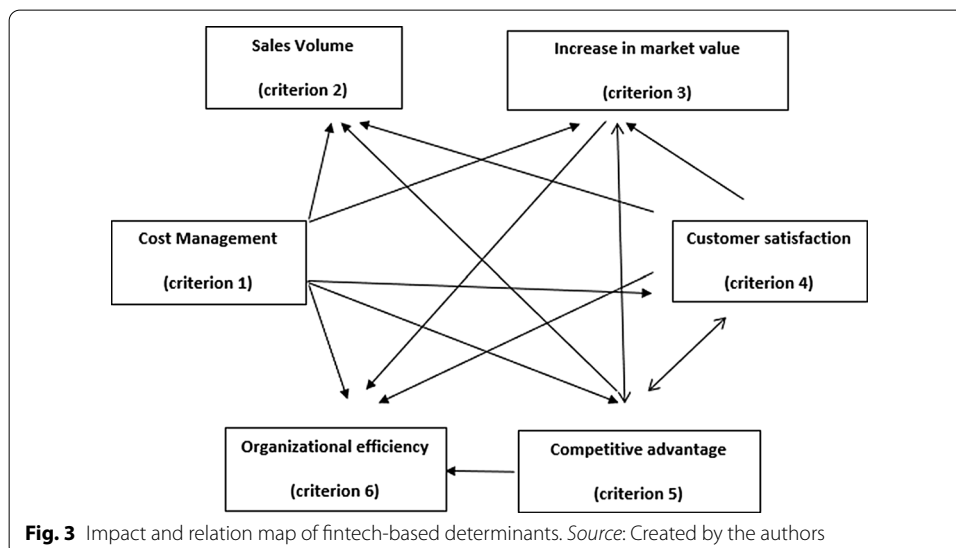 Sales Volume
(criterion 2)
Increase in market value
(criterion 3)
Cost Management
(criterion 1)
Customer satisfaction
(criterion 4)
Organizational efficiency
(criterion 6)
Competitive advantage
(criterion 5)
Fig. 3 Impact and relation map of fintech-based determinants. Source: Created by the authors